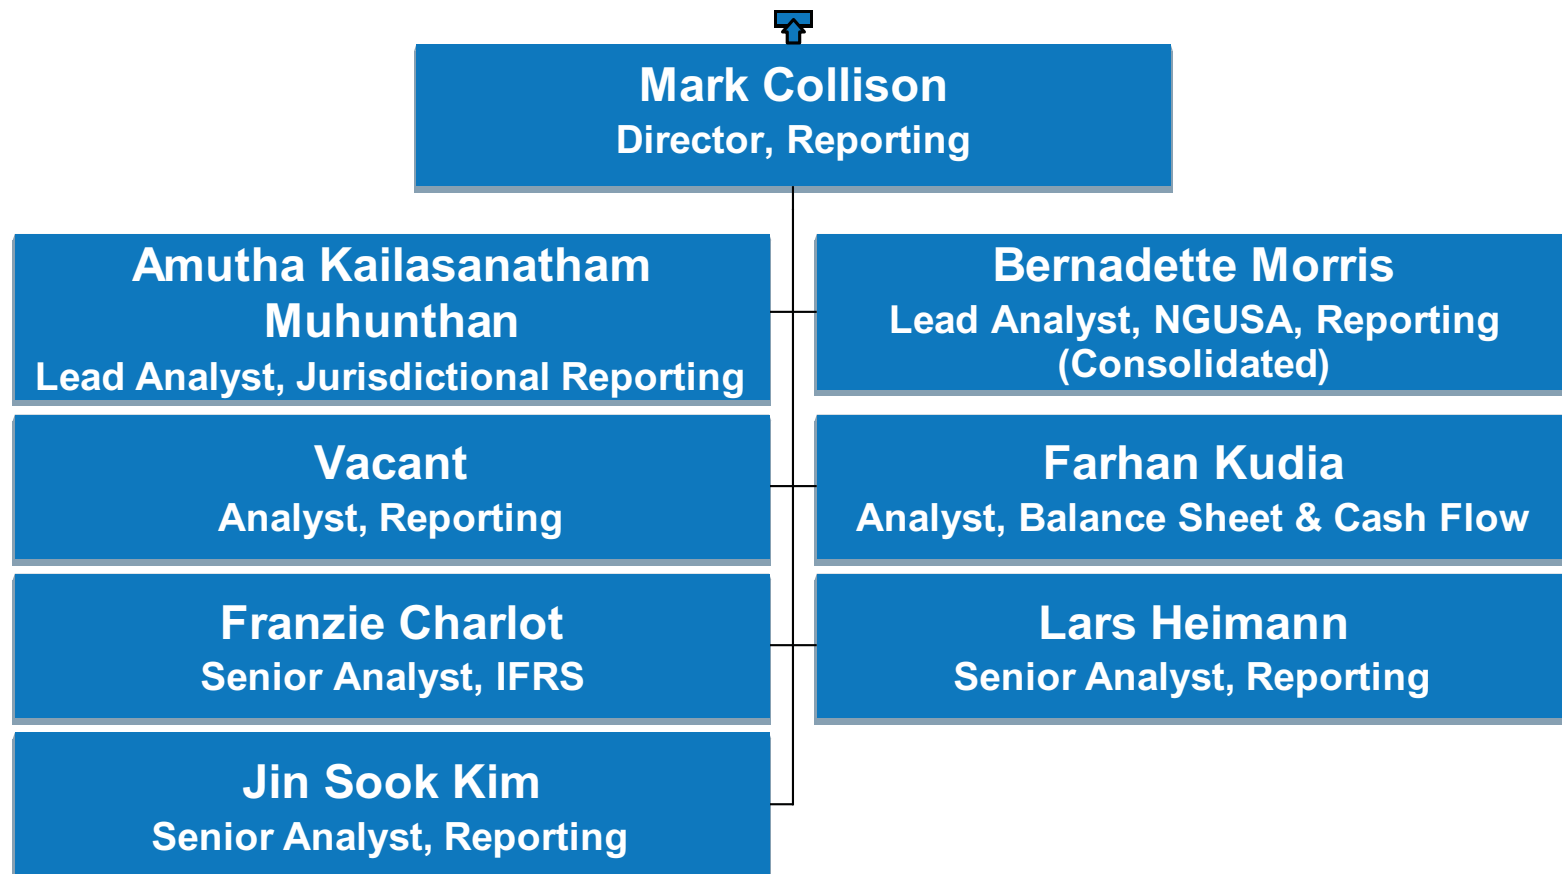 Mark Collison
Director, Reporting
Amutha Kailasanatham
Muhunthan
Lead Analyst, Jurisdictional Reporting
Bernadette Morris
Lead Analyst, NGUSA, Reporting
(Consolidated)
Vacant
Analyst, Reporting
Farhan Kudia
Analyst, Balance Sheet & Cash Flow
Franzie Charlot
Senior Analyst, IFRS
Lars Heimann
Senior Analyst, Reporting
Jin Sook Kim
Senior Analyst, Reporting